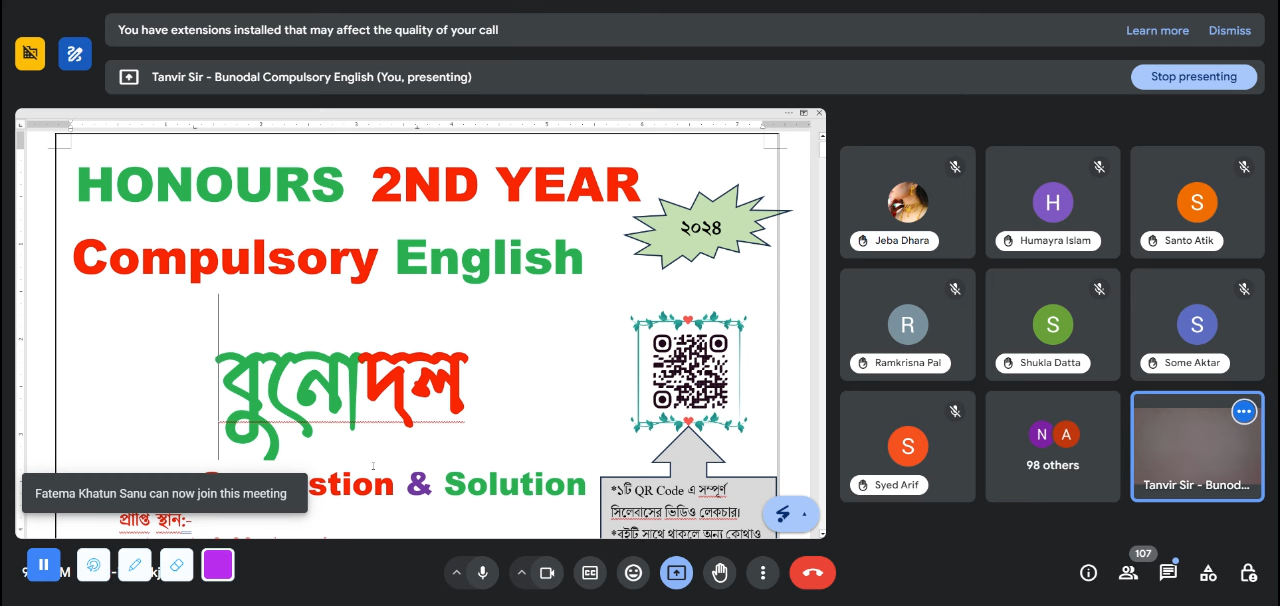 You have extensions installed that may affect the quality of your call
Learn more
Dismiss
Tanvir Sir - Bunodal Compulsory English (You, presenting)
Stop presenting
HONOURS 2ND YEAR
২০২৪
Compulsory English
বুনোদল
stion & Solution
Fatema Khatun Sanu can now join this meeting
প্রাপ্তি স্থান:-
*১টি QR Code এ সম্পূর্ণ
সিলেবাসের ভিডিও লেকচার।
*বইটি সাথে থাকলে অন্য কোথাও
Jeba Dhara
H
Humayra Islam
S
Santo Atik
R
Ramkrisna Pal
S
Shukla Datta
S
Some Aktar
S
Syed Arif
N A
98 others
Tanvir Sir - Bunod...
107